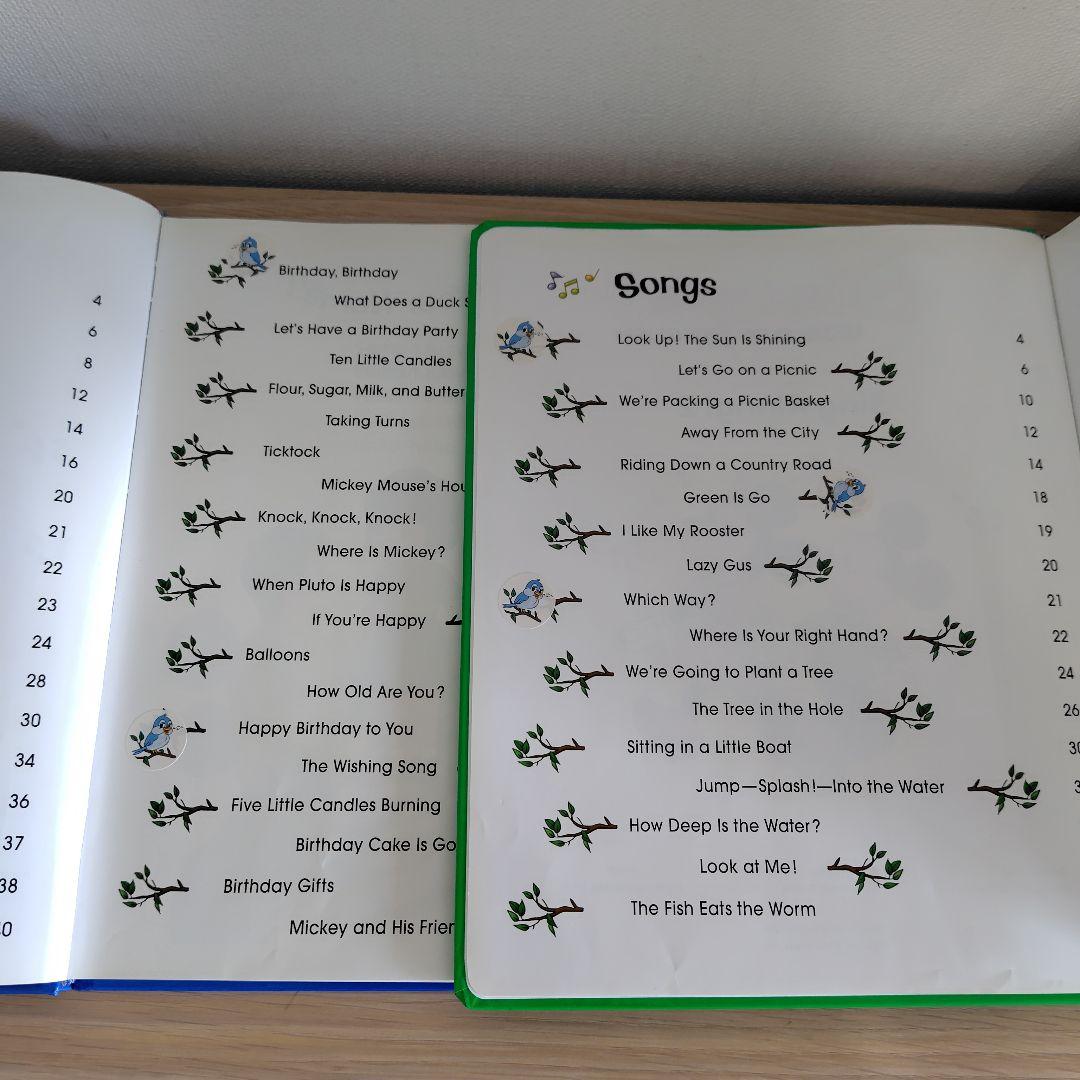 4
6
8
12
14
16
20
21
22
23
24
28
30
34
36
37
38
Birthday, Birthday
What Does a Duck
Let's Have a Birthday Party
Ten Little Candles
Flour, Sugar, Milk, and Butter
Taking Turns
Ticktock
Mickey Mouse's
Knock, Knock, Knock!
Where Is Mickey?
When Pluto Is Happy
If You're Happy
Balloons
How Old Are You?
Happy Birthday to You
The Wishing Song
Five Little Candles Burning
Birthday Cake Is
Birthday Gifts
Mickey and His
Songs
Look Up! The Sun Is Shining 4
Let's Go on a Picnic 6
We're Packing a Picnic Basket 10
Away From the City 12
Riding Down a Country Road 14
Green Is Go 18
I Like My Rooster 19
Lazy Gus 20
Which Way? 21
Where Is Your Right Hand? 22
We're Going to Plant a Tree 24
The Tree in the Hole 26
Sitting in a Little Boat
Jump—Splash!—Into the Water
How Deep Is the Water?
Look at Me!
The Fish Eats the Worm